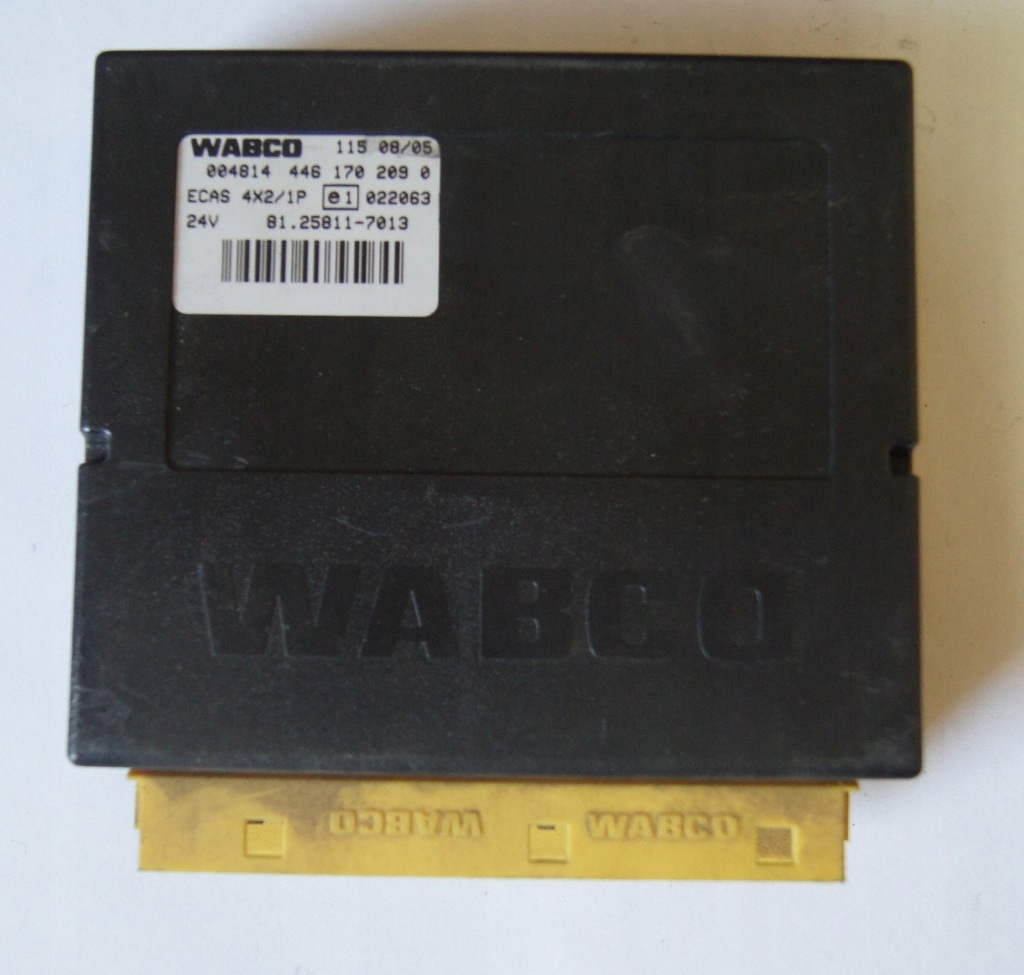 WABCO 115 08/05
004814 446 170 209 0
ECAS 4X2/1P e1 022063
24V 81.25811-7013
WABCO
WABCO WABCO